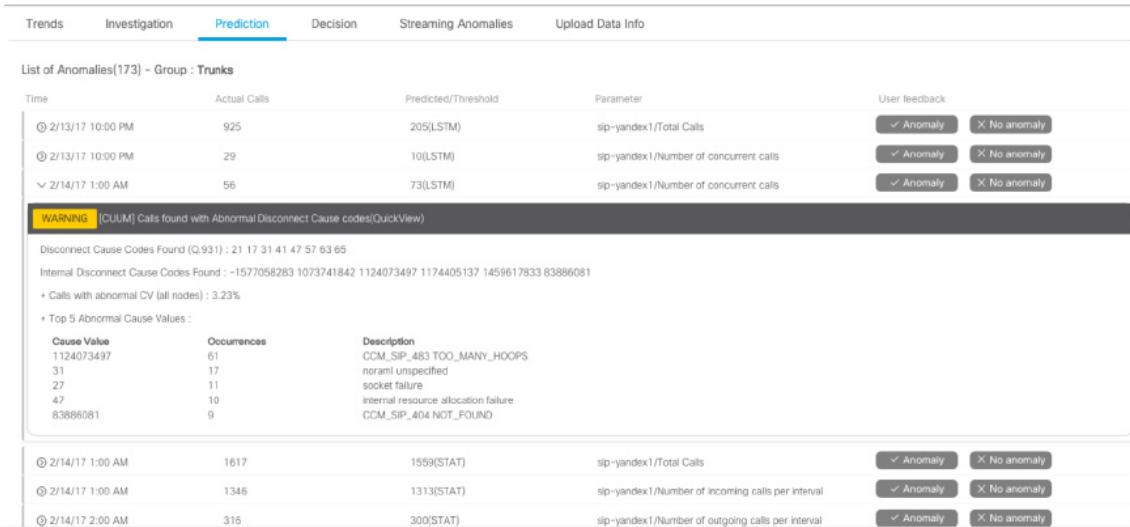 Trends Investigation Prediction Decision Streaming Anomalies Upload Data Info
List of Anomalies(173) - Group : Trunks
Time Actual Calls Predicted/Threshold Parameter User feedback
2/13/17 10:00 PM 925 205(LSTM) sip-yandex1/Total Calls ✓ Anomaly ✕ No anomaly
2/13/17 10:00 PM 29 10(LSTM) sip-yandex1/Number of concurrent calls ✓ Anomaly ✕ No anomaly
2/14/17 1:00 AM 56 73(LSTM) sip-yandex1/Number of concurrent calls ✓ Anomaly ✕ No anomaly
WARNING [CUUM] Calls found with Abnormal Disconnect Cause codes(QuickView)
Disconnect Cause Codes Found (Q.931) : 21 17 31 41 47 57 63 65
Internal Disconnect Cause Codes Found : -1577058283 1073741842 1124073497 1174405137 1459617833 83886081
+ Calls with abnormal CV (all nodes) : 3.23%
+ Top 5 Abnormal Cause Values :
Cause Value Occurrences Description
1124073497 61 CCM_SIP_483 TOO_MANY_HOOPS
31 17 noraml unspecified
27 11 socket failure
47 10 internal resource allocation failure
83886081 9 CCM_SIP_404 NOT_FOUND
2/14/17 1:00 AM 1617 1559(STAT) sip-yandex1/Total Calls ✓ Anomaly ✕ No anomaly
2/14/17 1:00 AM 1346 1313(STAT) sip-yandex1/Number of incoming calls per interval ✓ Anomaly ✕ No anomaly
2/14/17 2:00 AM 316 300(STAT) sip-yandex1/Number of outgoing calls per interval ✓ Anomaly ✕ No anomaly